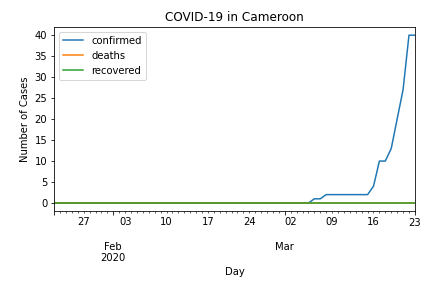 COVID-19 in Cameroon
confirmed
deaths
recovered
40
35
30
25
20
15
10
5
0
Number of Cases
27 03 10 17 24 02 09 16 23
Feb Mar
2020
Day